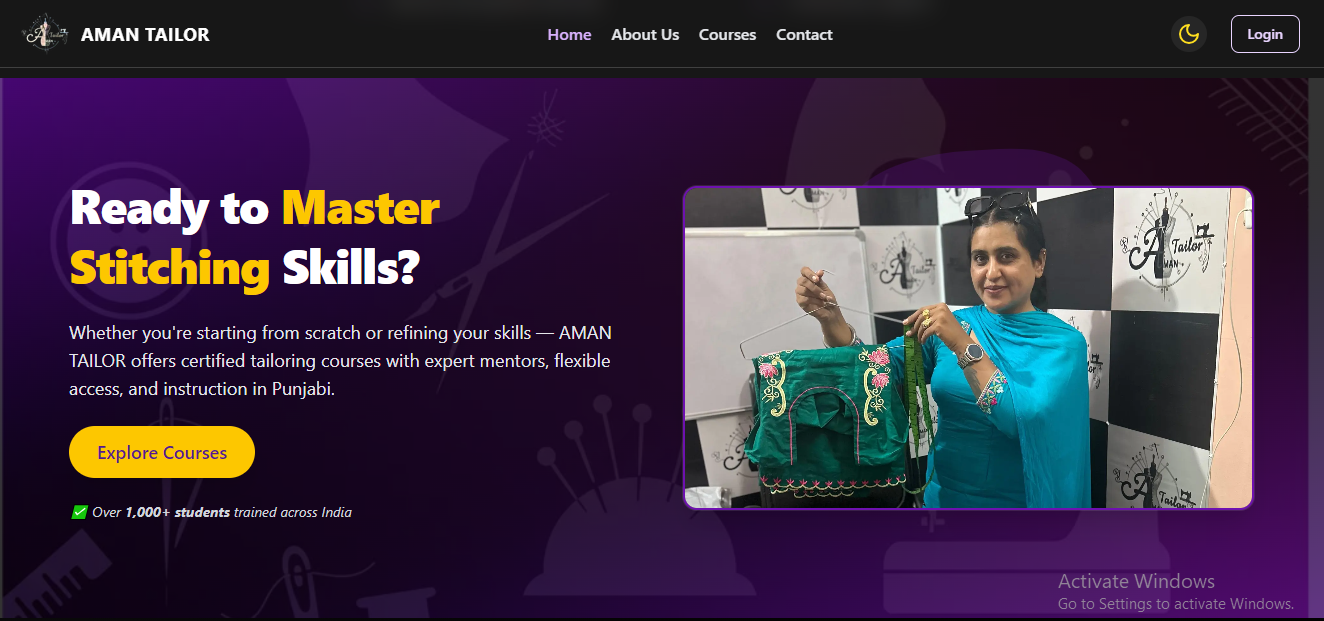 AMAN TAILOR
Home About Us Courses Contact
Login
Ready to Master
Stitching Skills?
Whether you're starting from scratch or refining your skills — AMAN
TAILOR offers certified tailoring courses with expert mentors, flexible
access, and instruction in Punjabi.
Explore Courses
✅ Over 1,000+ students trained across India
A Tailor
AMAN
A Tailor
AMAN
Tailor
Activate Windows
Go to Settings to activate Windows.